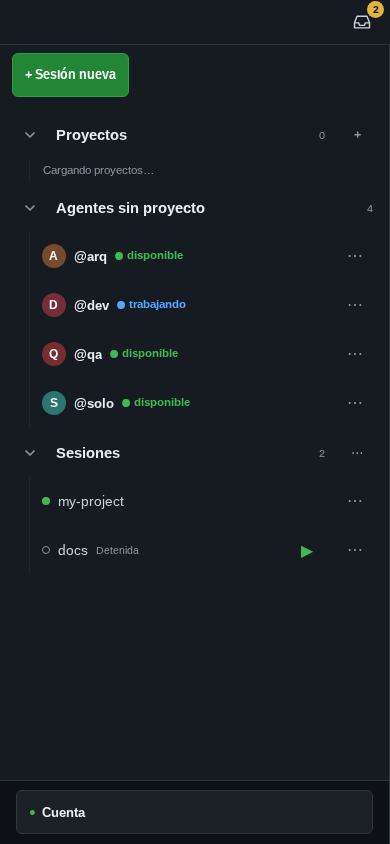 2
+ Sesión nueva
Proyectos 0 +
Cargando proyectos…
Agentes sin proyecto 4
A @arq disponible ···
D @dev trabajando ···
Q @qa disponible ···
S @solo disponible ···
Sesiones 2 ···
my-project ···
docs Detenida ▶ ···
Cuenta